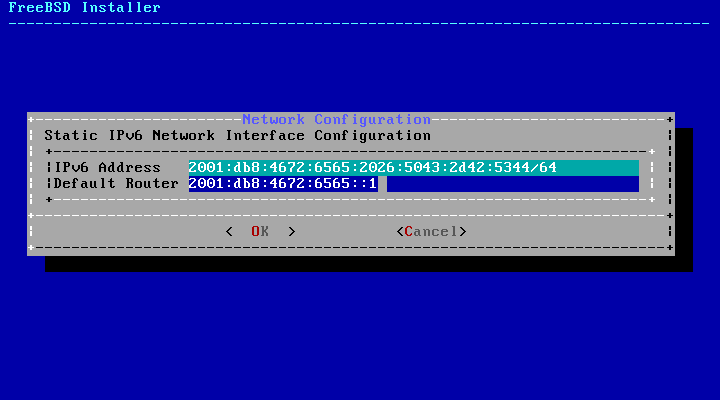 FreeBSD Installer
Network Configuration
Static IPv6 Network Interface Configuration
IPv6 Address 2001:db8:4672:6565:2026:5043:2d42:5344/64
Default Router 2001:db8:4672:6565::1
< OK > <Cancel>